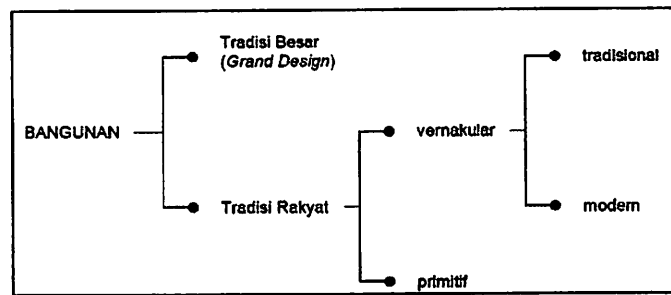 Tradisi Besar
(Grand Design)
tradisional
BANGUNAN
vernakular
Tradisi Rakyat
modern
primitif